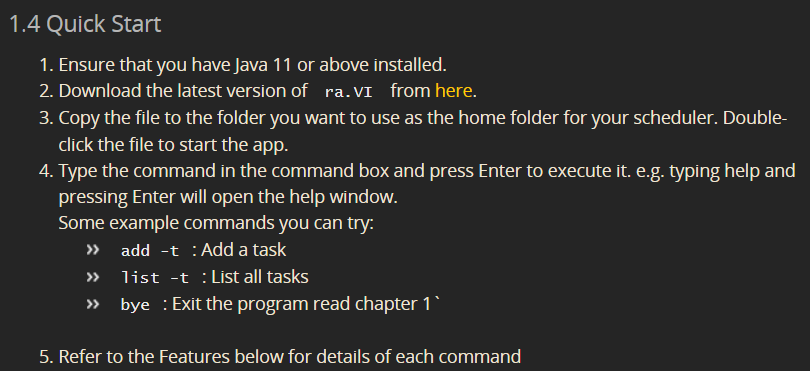 1.4 Quick Start
1. Ensure that you have Java 11 or above installed.
2. Download the latest version of ra.VI from here.
3. Copy the file to the folder you want to use as the home folder for your scheduler. Double-
click the file to start the app.
4. Type the command in the command box and press Enter to execute it. e.g. typing help and
pressing Enter will open the help window.
Some example commands you can try:
» add -t : Add a task
» list -t : List all tasks
» bye : Exit the program read chapter 1`
5. Refer to the Features below for details of each command